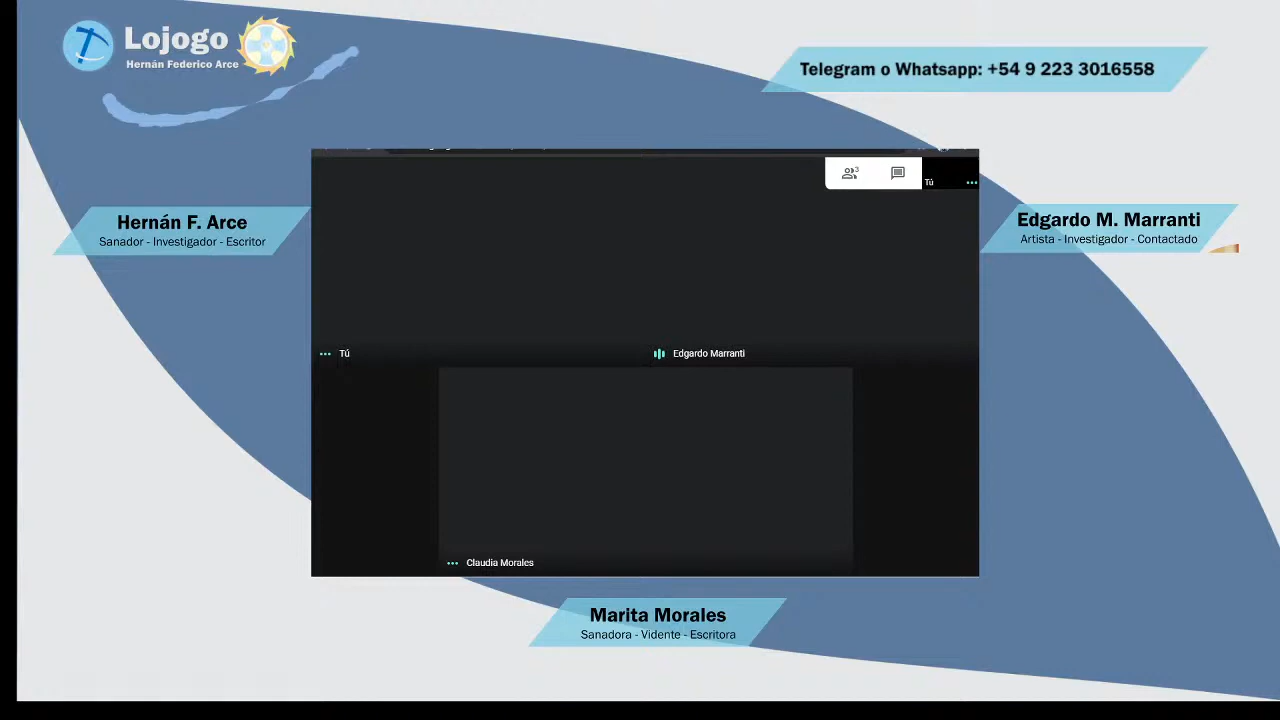 Lojogo
Hernán Federico Arce
Telegram o Whatsapp: +54 9 223 3016558
3
Tú
Hernán F. Arce
Sanador - Investigador - Escritor
Edgardo M. Marranti
Artista - Investigador - Contactado
Tú
Edgardo Marranti
Claudia Morales
Marita Morales
Sanadora - Vidente - Escritora